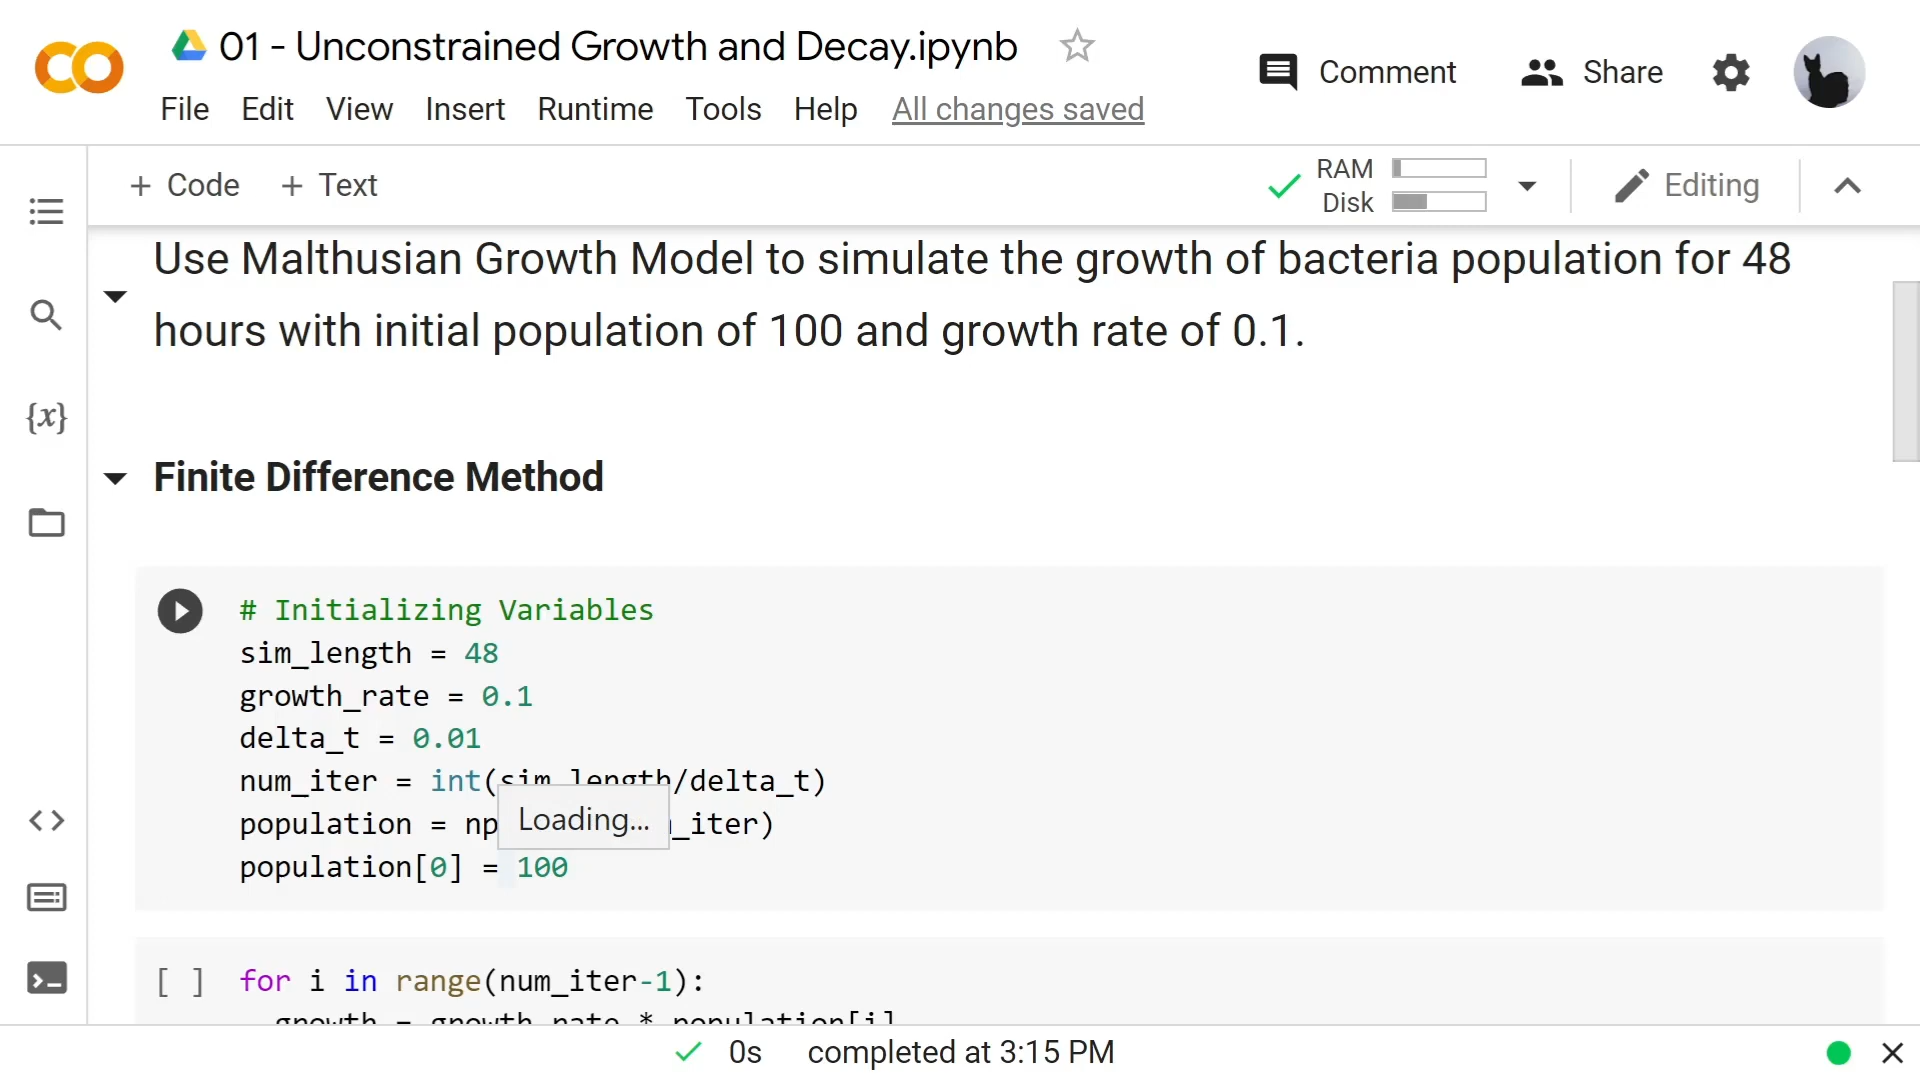 01 - Unconstrained Growth and Decay.ipynb
File Edit View Insert Runtime Tools Help All changes saved
Comment Share
+ Code + Text
RAM
Disk
Editing
Use Malthusian Growth Model to simulate the growth of bacteria population for 48
hours with initial population of 100 and growth rate of 0.1.
{x}
Finite Difference Method
# Initializing Variables
sim_length = 48
growth_rate = 0.1
delta_t = 0.01
num_iter = int(sim_length/delta_t)
population = np _iter)
Loading...
population[0] = 100
[ ] for i in range(num_iter-1):
growth = growth_rate * population[i]
0s completed at 3:15 PM